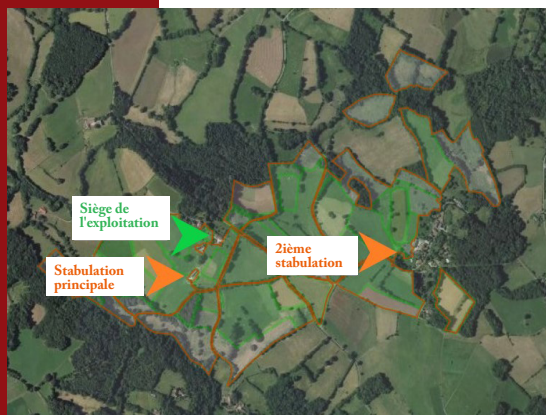 Siège de
l'exploitation
Stabulation
principale
2ième
stabulation